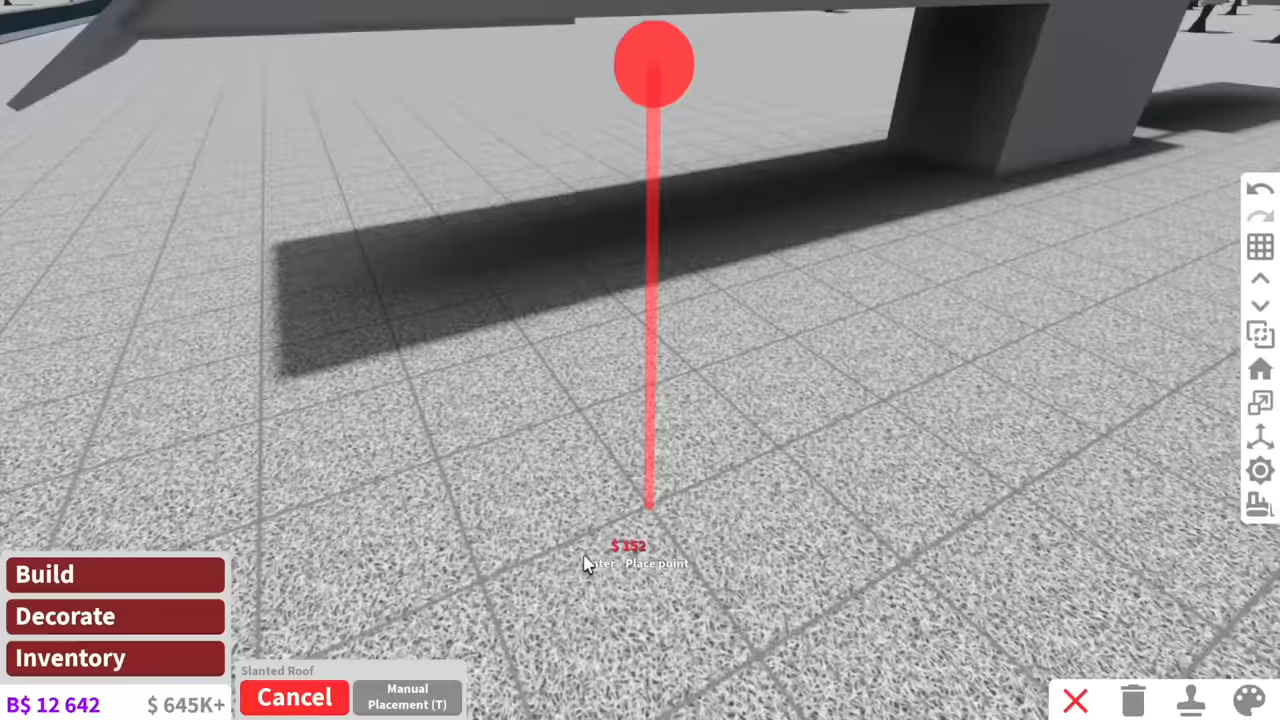 $ 152
Place point
Build
Decorate
Inventory
B$ 12 642
$ 645K+
Slanted Roof
Cancel
Manual
Placement (T)